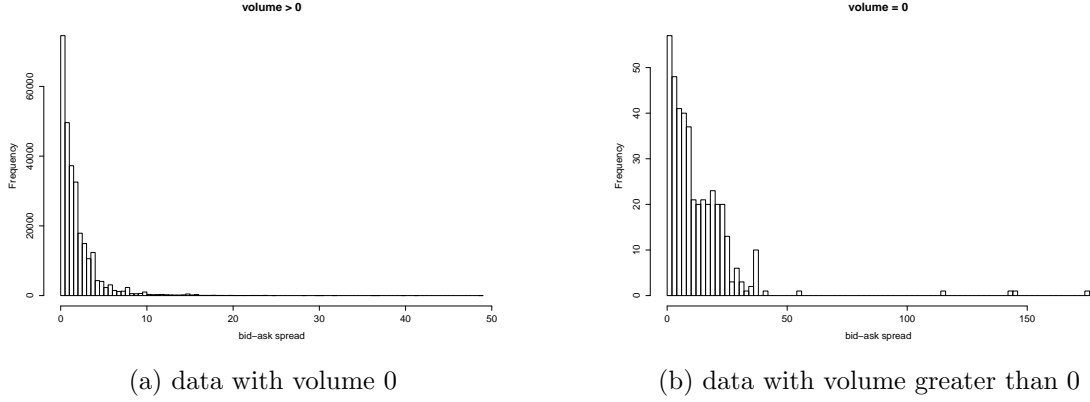 volume > 0
Frequency
60000
40000
20000
0
0 10 20 30 40 50
bid−ask spread
(a) data with volume 0
volume = 0
Frequency
50
40
30
20
10
0
0 50 100 150
bid−ask spread
(b) data with volume greater than 0